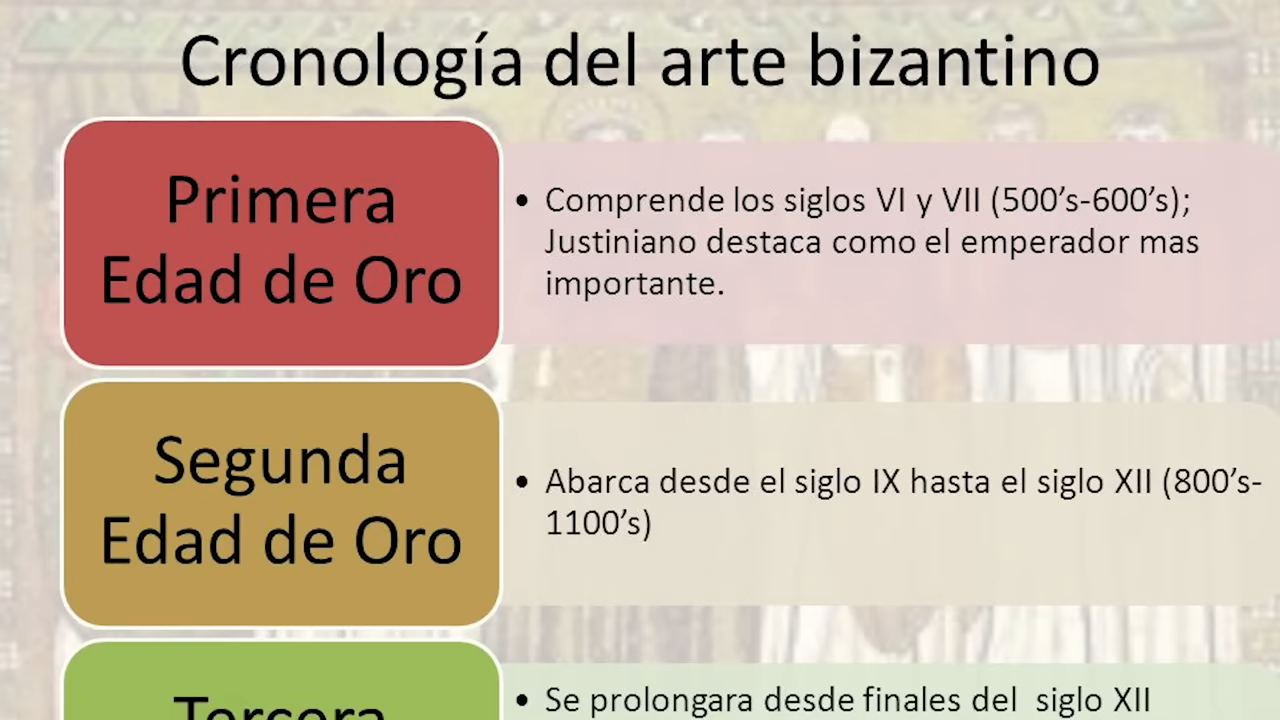 Cronología del arte bizantino
Primera
Edad de Oro
• Comprende los siglos VI y VII (500’s-600’s);
Justiniano destaca como el emperador mas
importante.
Segunda
Edad de Oro
• Abarca desde el siglo IX hasta el siglo XII (800’s-
1100’s)
Tercera
• Se prolongara desde finales del siglo XII